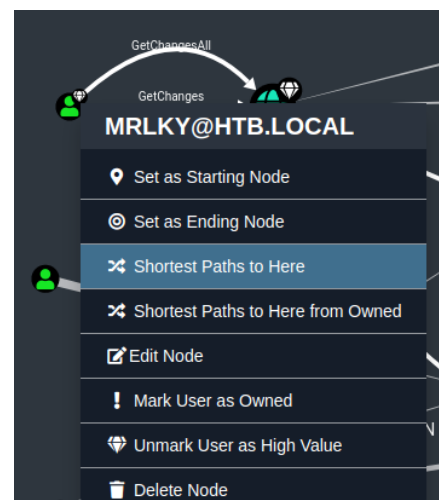 GetChangesAll
GetChanges
MRLKY@HTB.LOCAL
Set as Starting Node
Set as Ending Node
Shortest Paths to Here
Shortest Paths to Here from Owned
Edit Node
Mark User as Owned
Unmark User as High Value
Delete Node
N